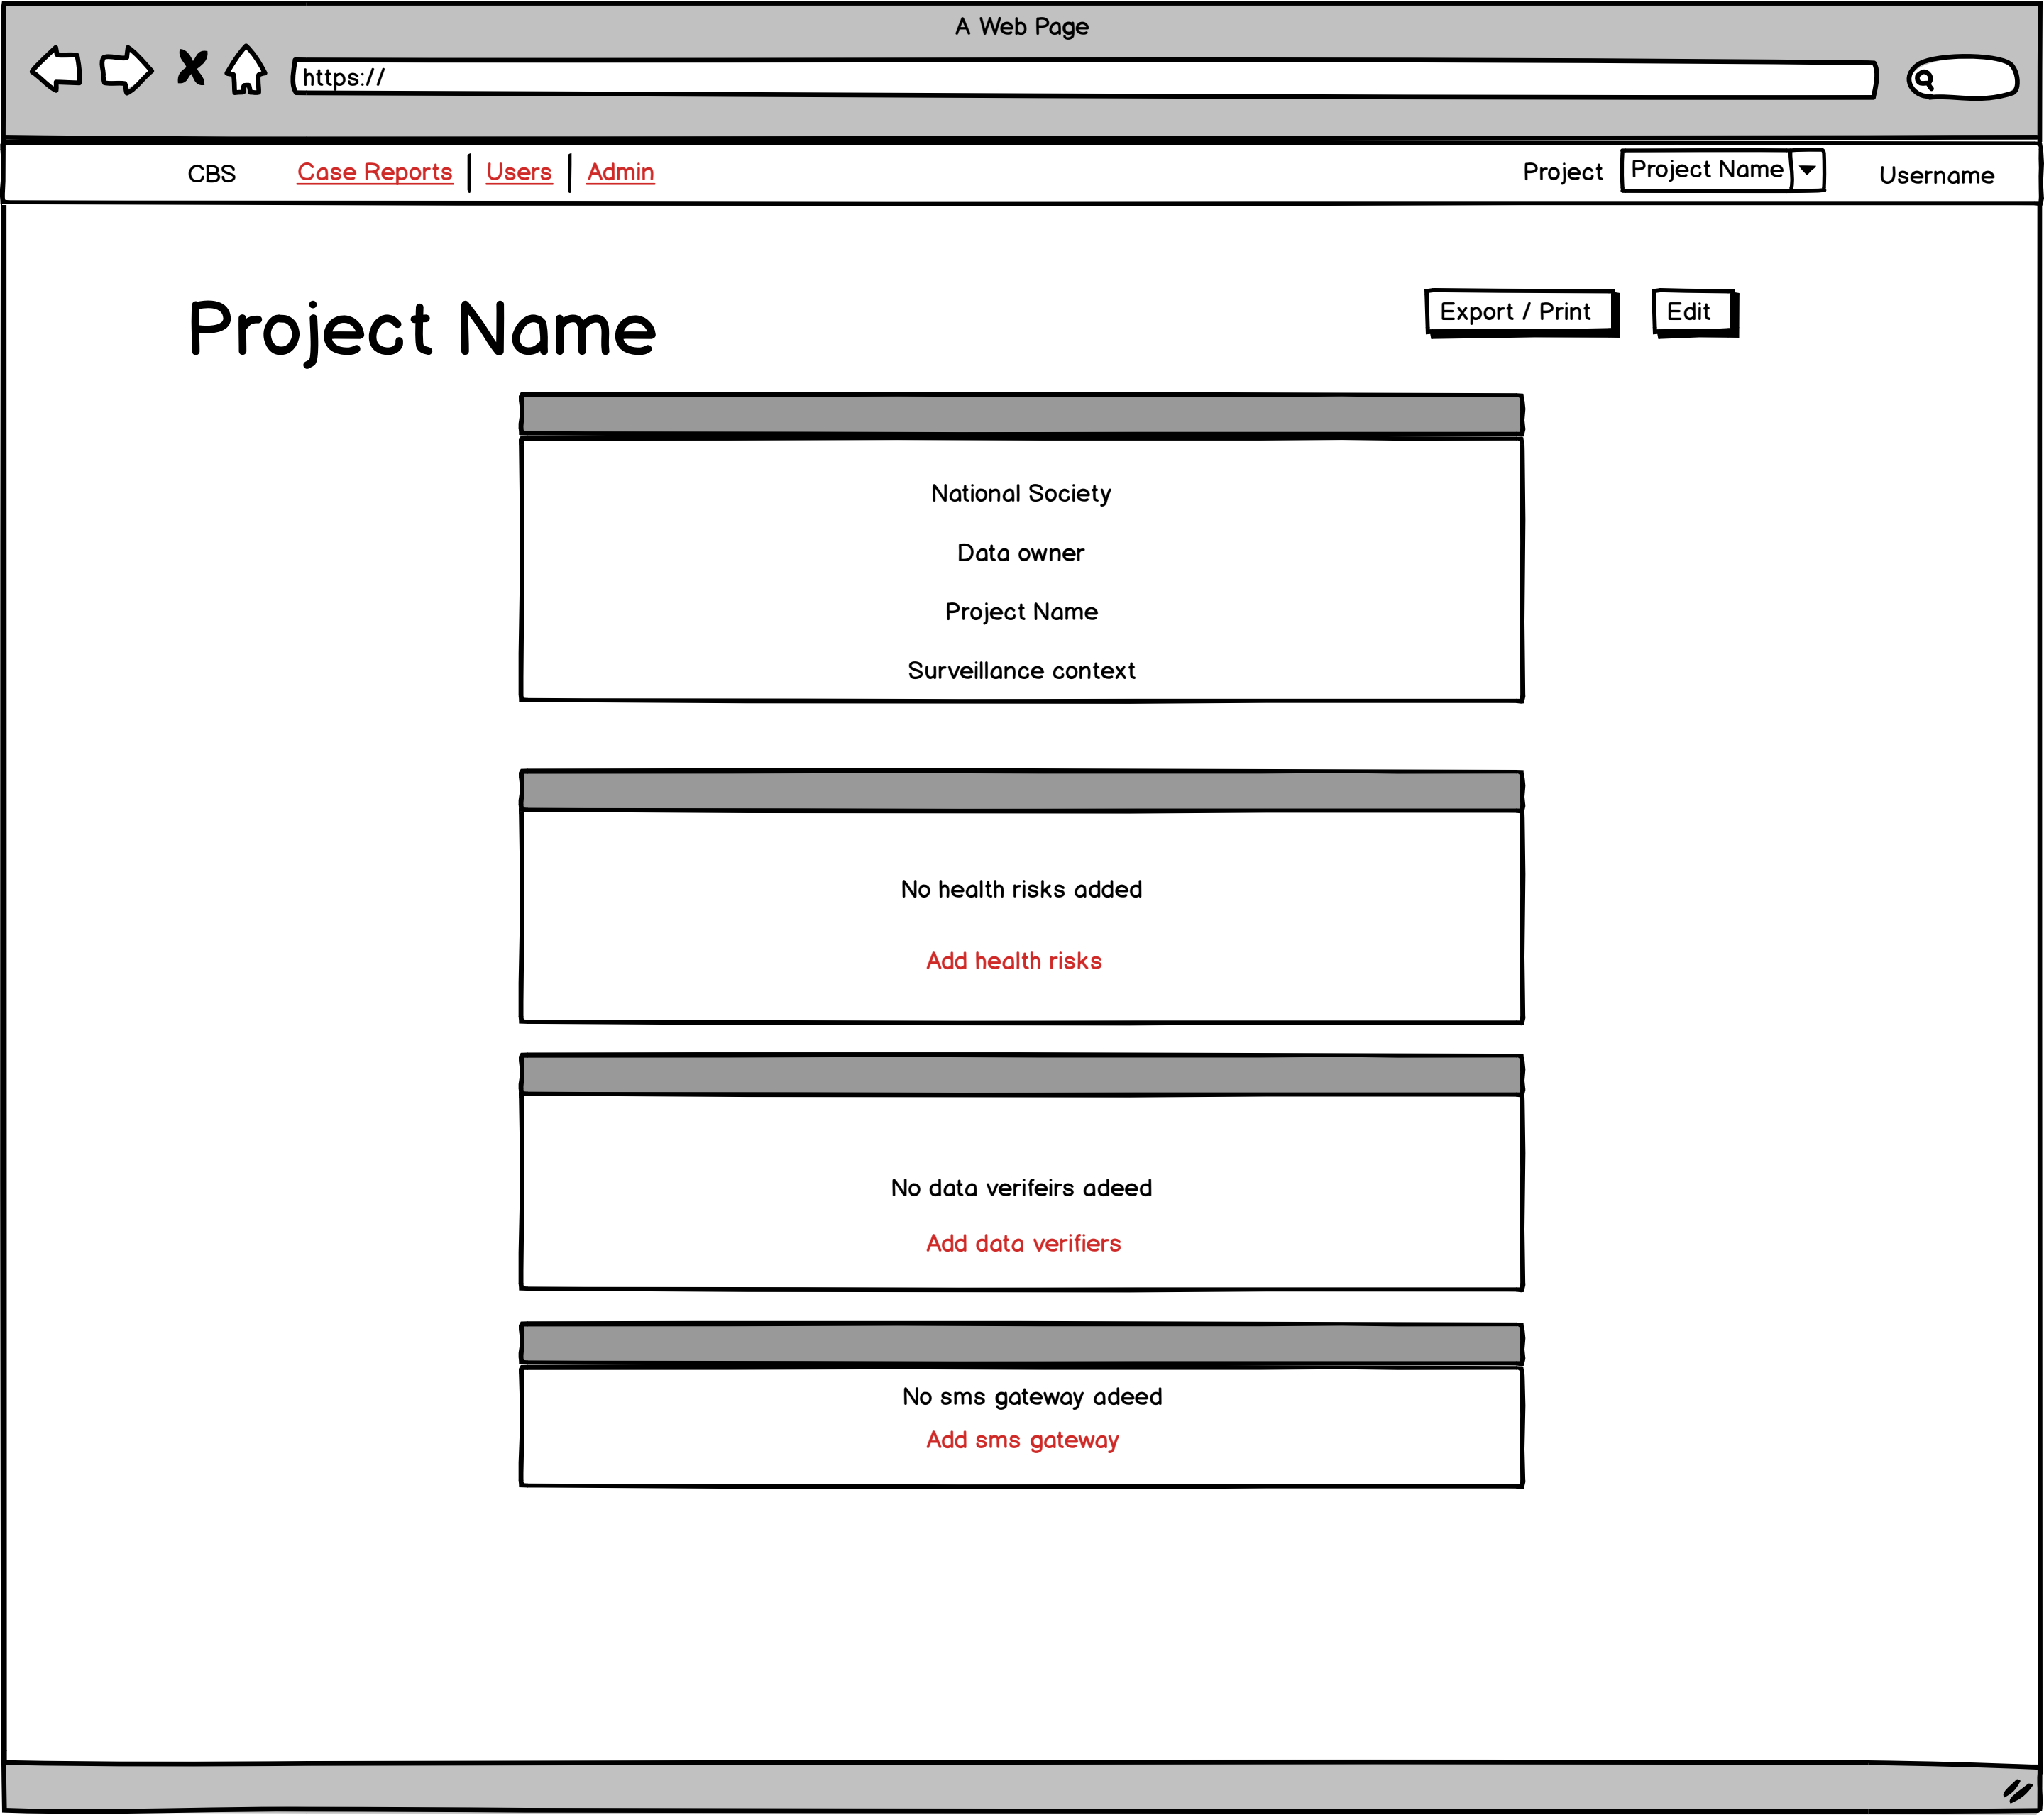 A Web Page
https://
CBS Case Reports Users Admin Project Project Name Username
Project Name Export / Print Edit
National Society
Data owner
Project Name
Surveillance context
No health risks added
Add health risks
No data verifeirs adeed
Add data verifiers
No sms gateway adeed
Add sms gateway